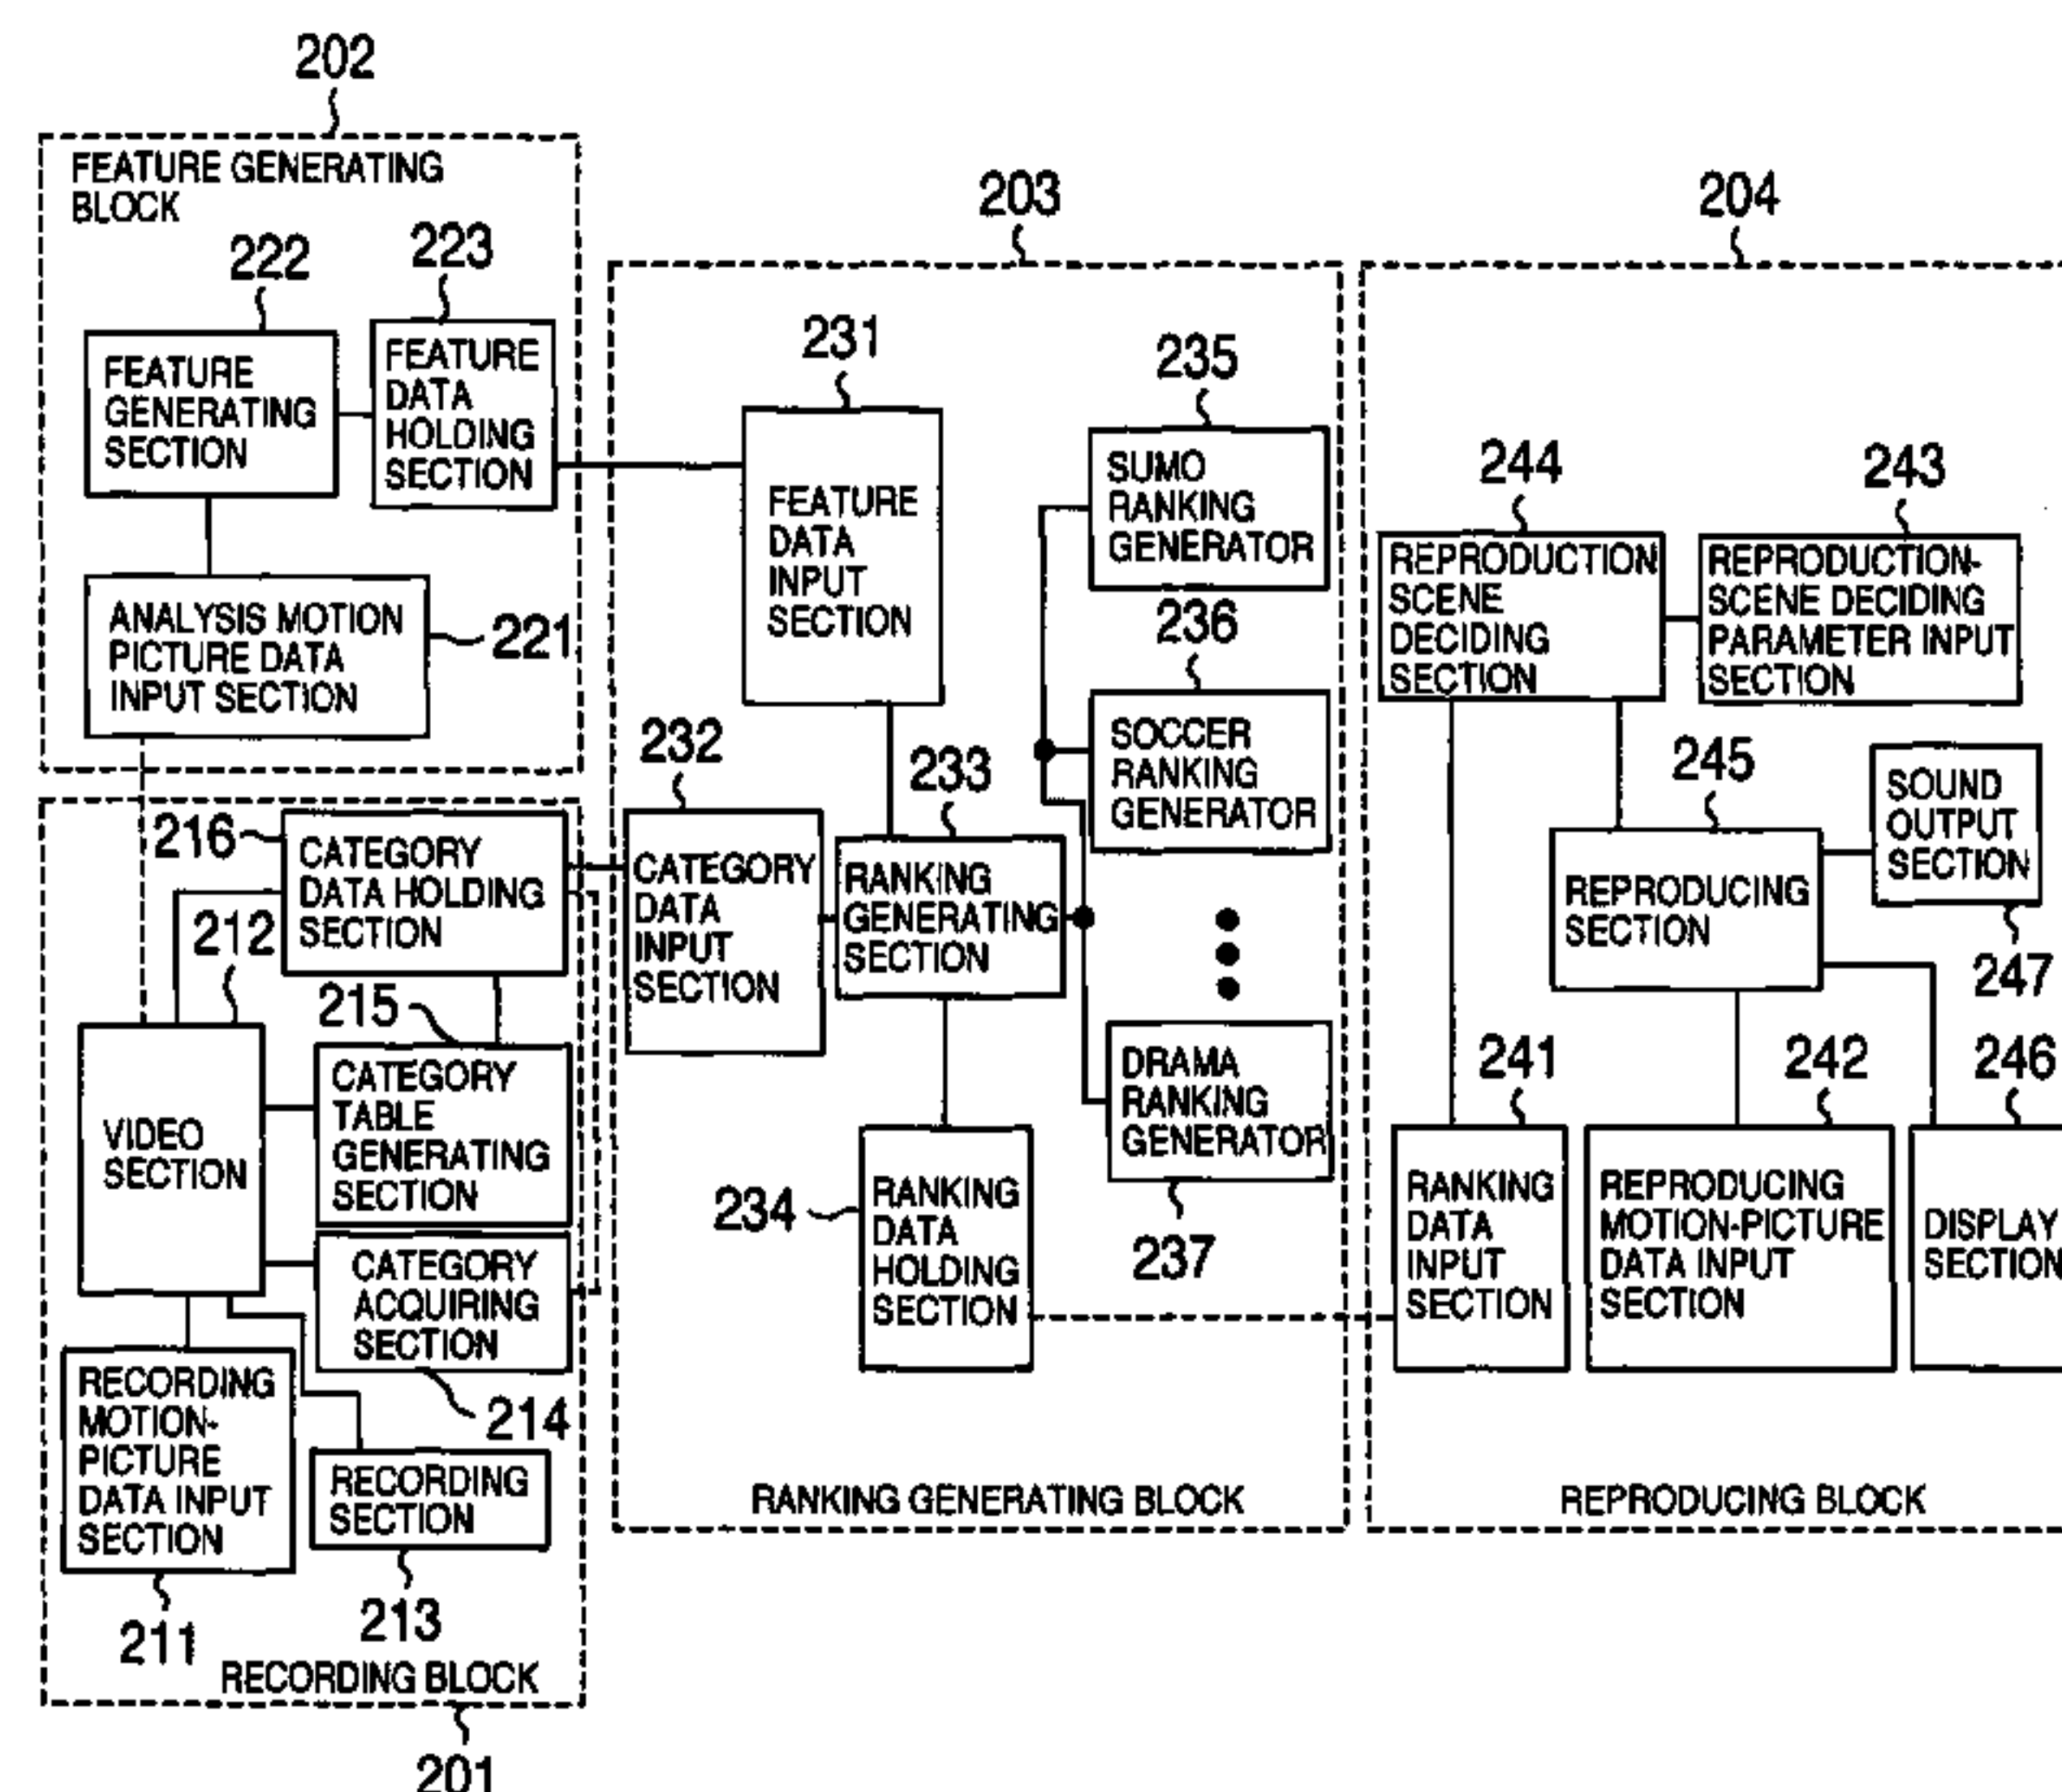 202
FEATURE GENERATING
BLOCK
222
223
FEATURE
GENERATING
SECTION
FEATURE
DATA
HOLDING
SECTION
ANALYSIS MOTION
PICTURE DATA
INPUT SECTION
221
203
231
FEATURE
DATA
INPUT
SECTION
235
SUMO
RANKING
GENERATOR
236
SOCCER
RANKING
GENERATOR
232
CATEGORY
DATA
INPUT
SECTION
233
RANKING
GENERATING
SECTION
DRAMA
RANKING
GENERATOR
237
234
RANKING
DATA
HOLDING
SECTION
RANKING GENERATING BLOCK
216
CATEGORY
DATA HOLDING
SECTION
212
215
VIDEO
SECTION
CATEGORY
TABLE
GENERATING
SECTION
CATEGORY
ACQUIRING
SECTION
214
RECORDING
MOTION-
PICTURE
DATA INPUT
SECTION
211
RECORDING
SECTION
213
RECORDING BLOCK
201
204
244
243
REPRODUCTION
SCENE
DECIDING
SECTION
REPRODUCTION-
SCENE DECIDING
PARAMETER INPUT
SECTION
245
REPRODUCING
SECTION
SOUND
OUTPUT
SECTION
247
241
242
246
RANKING
DATA
INPUT
SECTION
REPRODUCING
MOTION-PICTURE
DATA INPUT
SECTION
DISPLAY
SECTION
REPRODUCING BLOCK